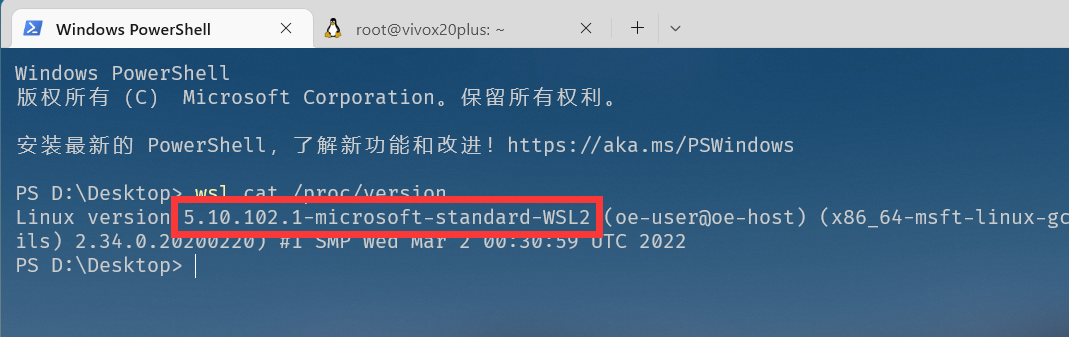 Windows PowerShell
root@vivox20plus: ~
Windows PowerShell
版权所有 (C)  Microsoft Corporation。保留所有权利。
安装最新的 PowerShell，了解新功能和改进！https://aka.ms/PSWindows
PS D:\Desktop> wsl cat /proc/version
Linux version 5.10.102.1-microsoft-standard-WSL2 (oe-user@oe-host) (x86_64-msft-linux-gc
ils) 2.34.0.20200220) #1 SMP Wed Mar 2 00:30:59 UTC 2022
PS D:\Desktop>